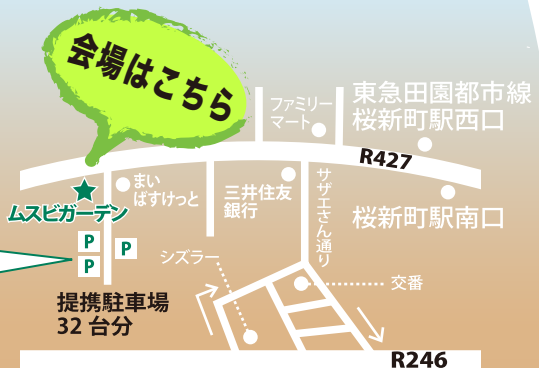 会場はこちら
東急田園都市線
桜新町駅西口
ファミリー
マート
R427
まい
ばすけっと
三井住友
銀行
サザエさん通り
桜新町駅南口
ムスビガーデン
P
P
P
シズラー
交番
提携駐車場
32 台分
R246